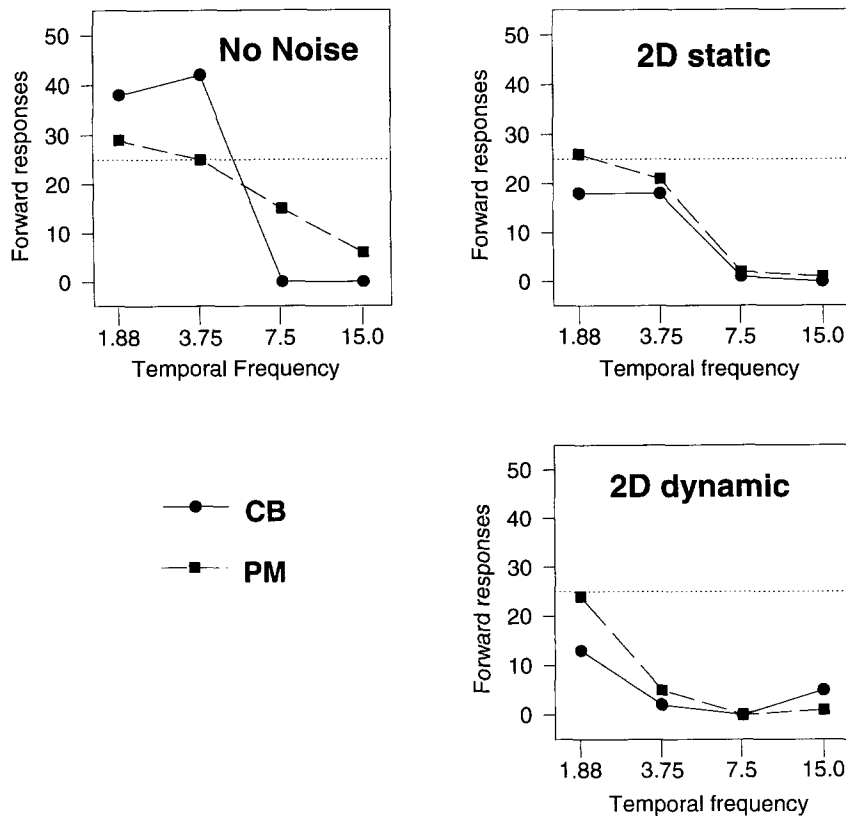 No Noise
50
40
30
20
10
0
Forward responses
1.88 3.75 7.5 15.0
Temporal Frequency
2D static
50
40
30
20
10
0
Forward responses
1.88 3.75 7.5 15.0
Temporal frequency
CB
PM
2D dynamic
50
40
30
20
10
0
Forward responses
1.88 3.75 7.5 15.0
Temporal frequency